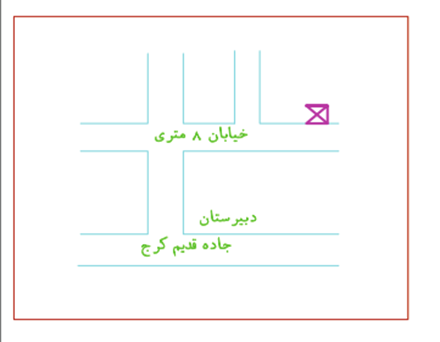 خیابان ۸ متری
دبیرستان
جاده قدیم کرج